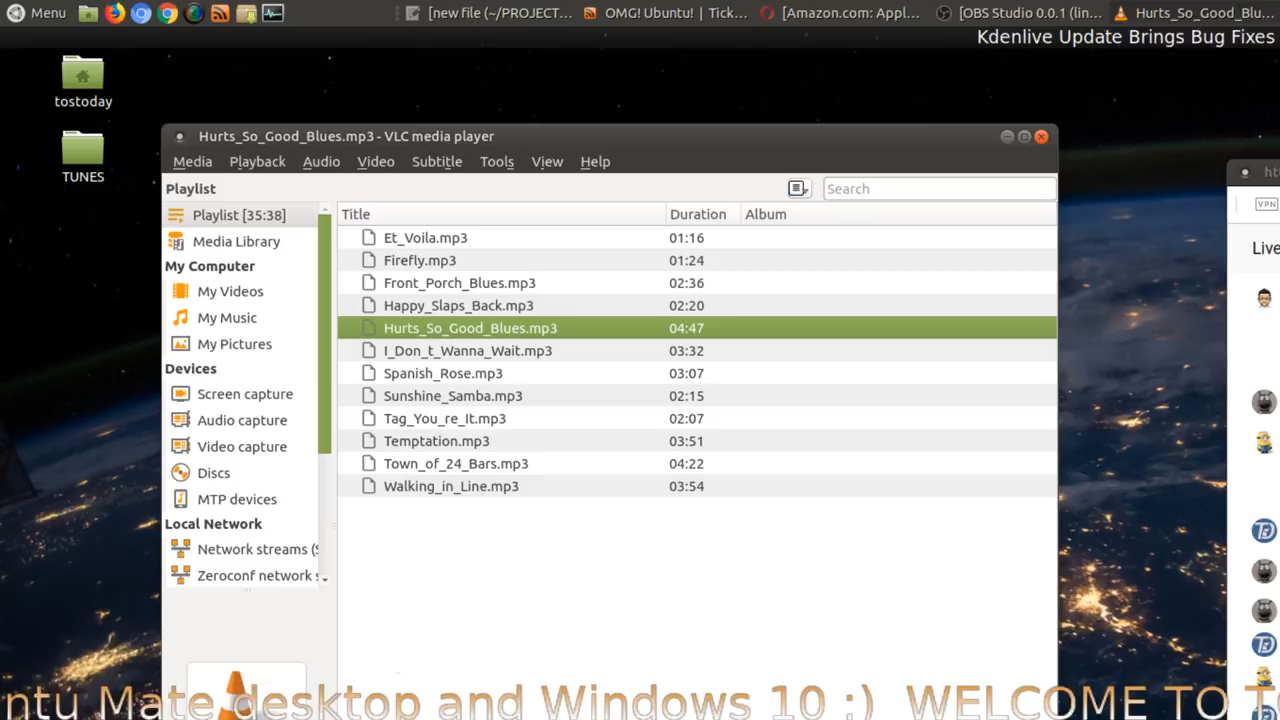 Menu
[new file (~/PROJECT...
OMG! Ubuntu! | Tick...
[Amazon.com: Appl...
[OBS Studio 0.0.1 (lin...
Hurts_So_Good_Blu...
Kdenlive Update Brings Bug Fixes
tostoday
TUNES
Hurts_So_Good_Blues.mp3 - VLC media player
Media Playback Audio Video Subtitle Tools View Help
Playlist
Search
Playlist [35:38]
Media Library
My Computer
My Videos
My Music
My Pictures
Devices
Screen capture
Audio capture
Video capture
Discs
MTP devices
Local Network
Network streams (S
Zeroconf network s
Title Duration Album
Et_Voila.mp3 01:16
Firefly.mp3 01:24
Front_Porch_Blues.mp3 02:36
Happy_Slaps_Back.mp3 02:20
Hurts_So_Good_Blues.mp3 04:47
I_Don_t_Wanna_Wait.mp3 03:32
Spanish_Rose.mp3 03:07
Sunshine_Samba.mp3 02:15
Tag_You_re_It.mp3 02:07
Temptation.mp3 03:51
Town_of_24_Bars.mp3 04:22
Walking_in_Line.mp3 03:54
VPN
Live
ntu Mate desktop and Windows 10 :) WELCOME TO T